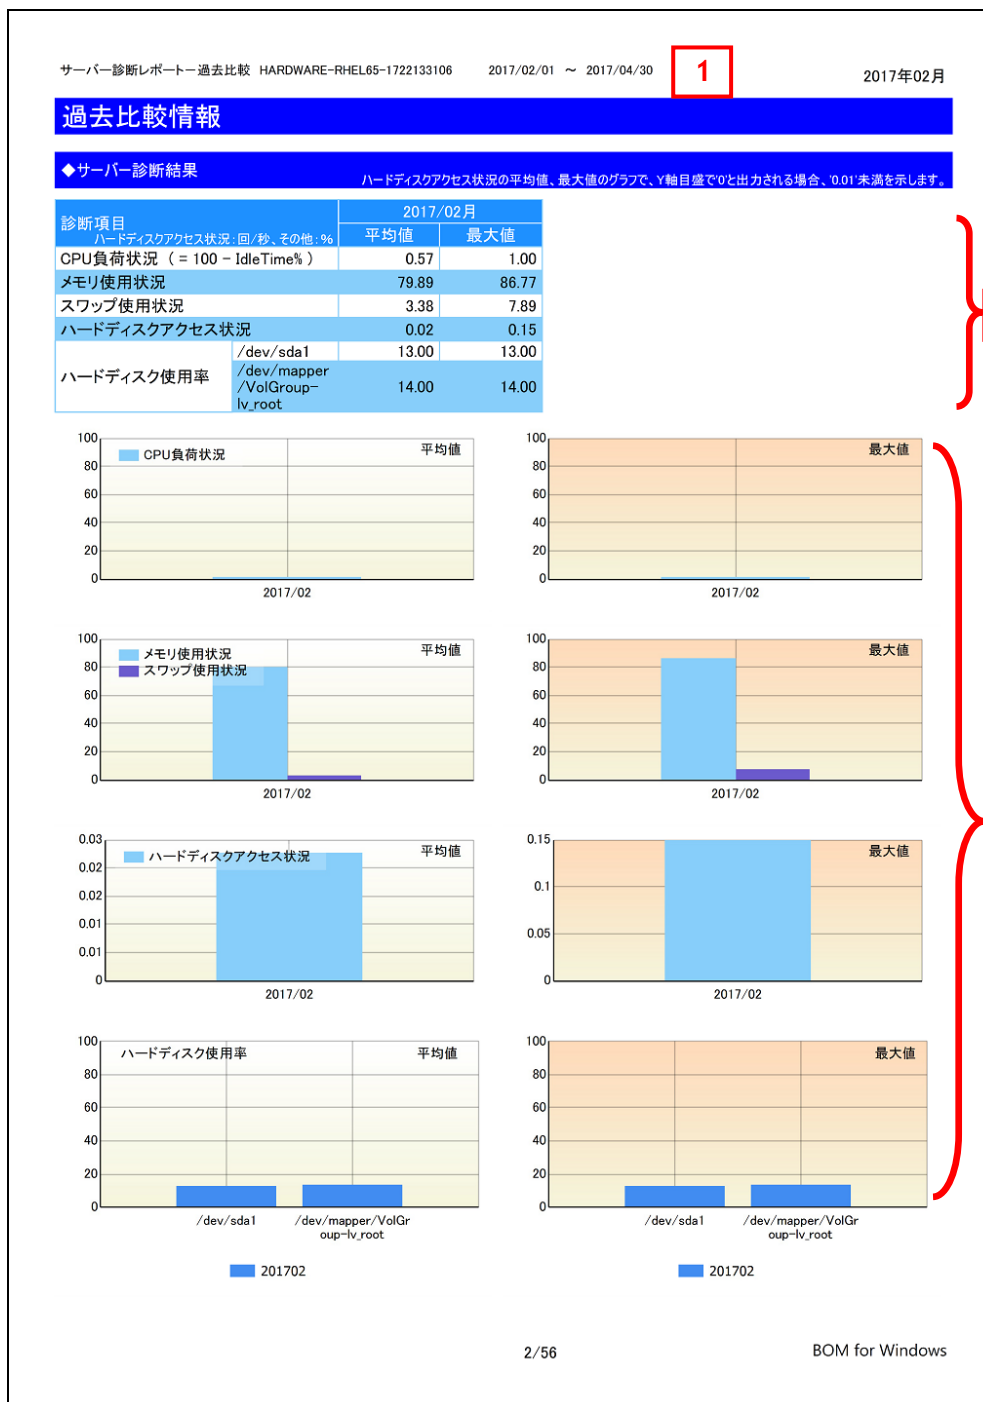 サーバー診断レポートー過去比較 HARDWARE-RHEL65-1722133106 2017/02/01 ～ 2017/04/30
1
2017年02月
過去比較情報
◆サーバー診断結果
ハードディスクアクセス状況の平均値、最大値のグラフで、Y軸目盛で'0'と出力される場合、'0.01'未満を示します。
診断項目
ハードディスクアクセス状況：回/秒、その他：%
2017/02月
平均値 最大値
CPU負荷状況 ( = 100 - IdleTime% ) 0.57 1.00
メモリ使用状況 79.89 86.77
スワップ使用状況 3.38 7.89
ハードディスクアクセス状況 0.02 0.15
ハードディスク使用率
/dev/sda1 13.00 13.00
/dev/mapper
/VolGroup-
lv_root
14.00 14.00
CPU負荷状況
平均値
100
80
60
40
20
0
2017/02
最大値
100
80
60
40
20
0
2017/02
メモリ使用状況
スワップ使用状況
平均値
100
80
60
40
20
0
2017/02
最大値
100
80
60
40
20
0
2017/02
ハードディスクアクセス状況
平均値
0.03
0.02
0.02
0.01
0.01
0
2017/02
最大値
0.15
0.1
0.05
0
2017/02
ハードディスク使用率
平均値
100
80
60
40
20
0
/dev/sda1
/dev/mapper/VolGr
oup-lv_root
201702
最大値
100
80
60
40
20
0
/dev/sda1
/dev/mapper/VolGr
oup-lv_root
201702
2/56
BOM for Windows